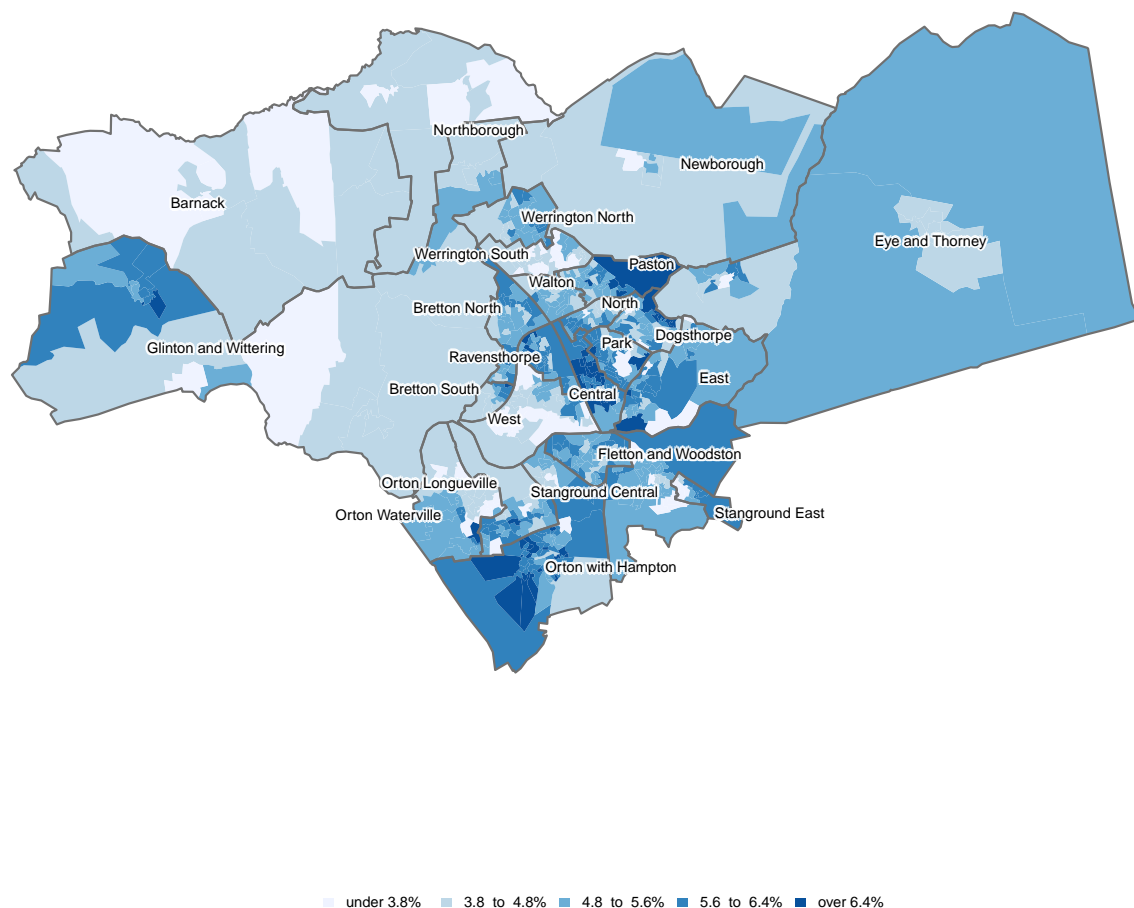 Northborough
Newborough
Barnack
Werrington North
Eye and Thorney
Werrington South
Paston
Walton
Bretton North
North
Dogsthorpe
Park
Glinton and Wittering
Ravensthorpe
East
Bretton South
Central
West
Fletton and Woodston
Orton Longueville
Stanground Central
Orton Waterville
Stanground East
Orton with Hampton
under 3.8% 3.8 to 4.8% 4.8 to 5.6% 5.6 to 6.4% over 6.4%